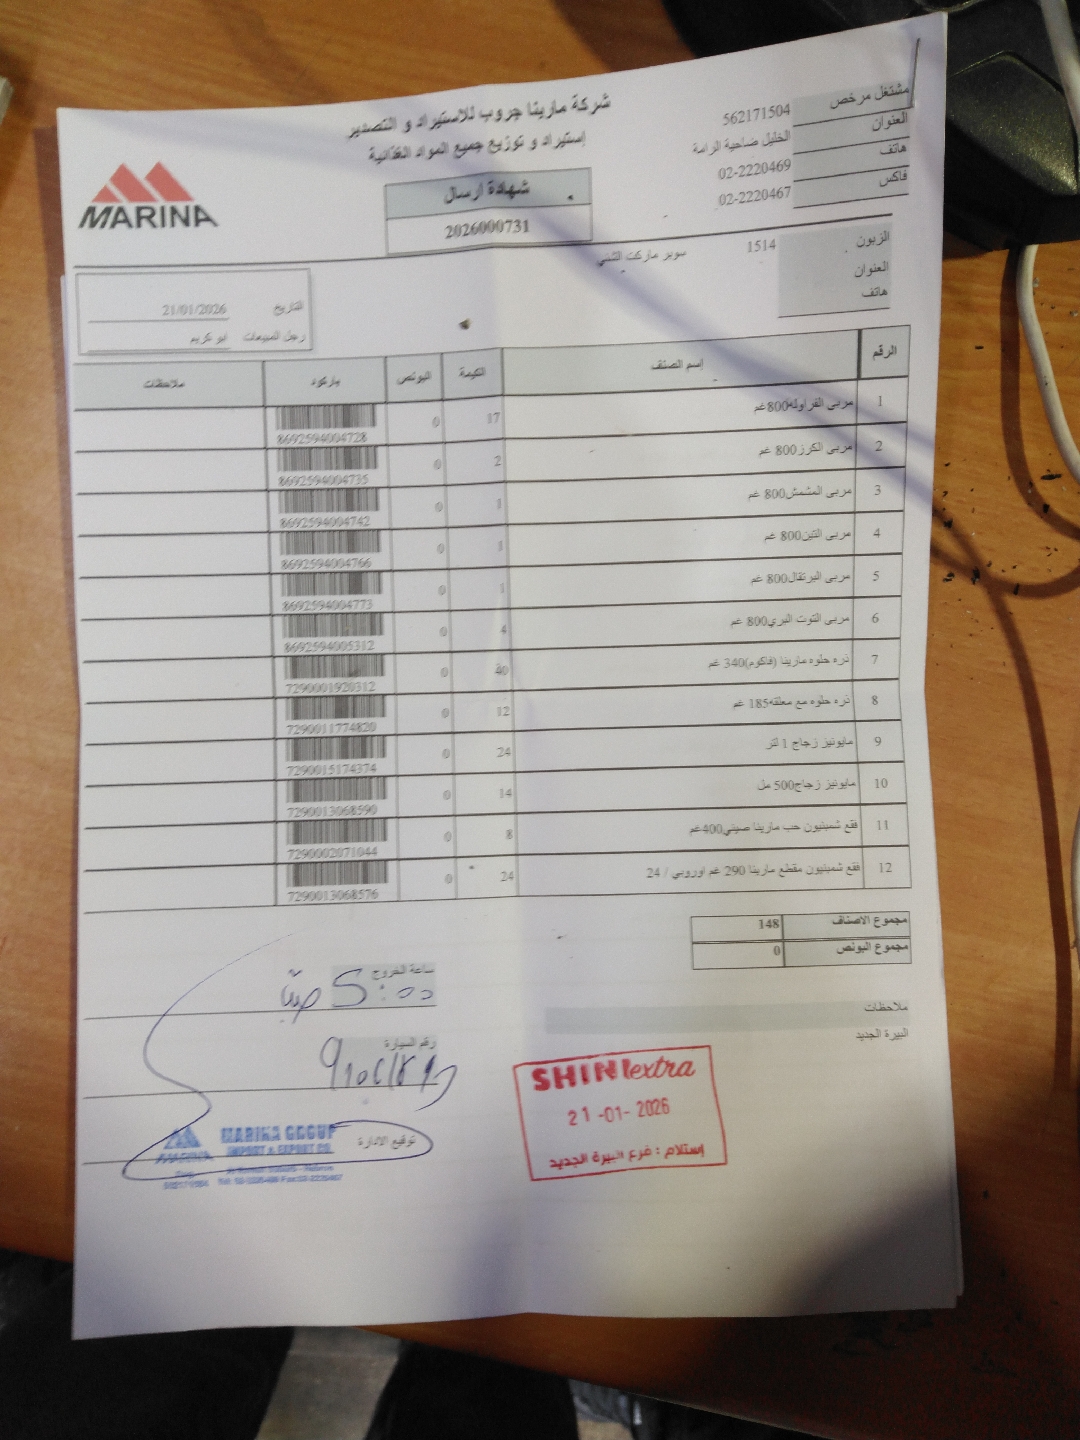 شركة مارينا جروب للاستيراد و التصدير
إستيراد و توزيع جميع المواد الغذائية
MARINA
شهادة ارسال
2026000731
مشتغل مرخص 562171504
العنوان الخليل ضاحية الرامة
هاتف 02-2220469
فاكس 02-2220467
الزبون 1514 سوبر ماركت الشني
العنوان
هاتف
التاريخ 21/01/2026
رجل المبيعات ابو كريم
الرقم إسم الصنف الكمية البونص باركود ملاحظات
1 مربى الفراولة800غم 17 0 8692594004728
2 مربى الكرز800 غم 2 0 8692594004735
3 مربى المشمش800 غم 1 0 8692594004742
4 مربى التين800 غم 1 0 8692594004766
5 مربى البرتقال800 غم 1 0 8692594004773
6 مربى التوت البري800 غم 4 0 8692594005312
7 ذره حلوه مارينا (فاكوم)340 غم 40 0 7290001920312
8 ذره حلوه مع معلقه185 غم 12 0 7290011774820
9 مايونيز زجاج 1 لتر 24 0 7290015174374
10 مايونيز زجاج500 مل 14 0 7290013068590
11 فقع شمبنيون حب مارينا صيني400غم 8 0 7290002071044
12 فقع شمبنيون مقطع مارينا 290 غم اوروبي / 24 24 0 7290013068576
مجموع الاصناف 148
مجموع البونص 0
ملاحظات
البيرة الجديد
ساعة الخروج
رقم السيارة
توقيع الادارة
MARINA GROUP
IMPORT & EXPORT CO.
MARINA
SHINI extra
21-01-2026
إستلام : فرع البيرة الجديد